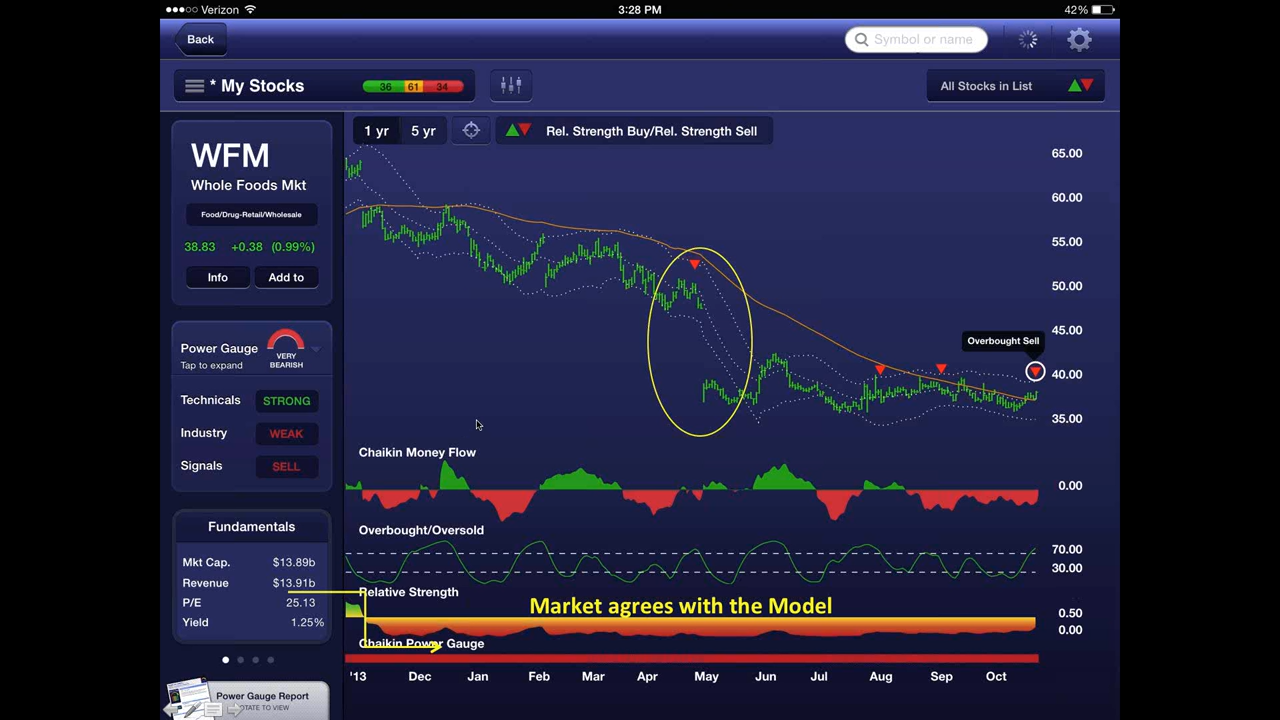 Verizon 3:28 PM 42%
Back Symbol or name
* My Stocks 36 61 34 All Stocks in List
1 yr 5 yr Rel. Strength Buy/Rel. Strength Sell
WFM
Whole Foods Mkt
Food/Drug-Retail/Wholesale
38.83 +0.38 (0.99%)
Info Add to
Power Gauge
Tap to expand
VERY
BEARISH
Technicals STRONG
Industry WEAK
Signals SELL
Fundamentals
Mkt Cap. $13.89b
Revenue $13.91b
P/E 25.13
Yield 1.25%
Power Gauge Report
65.00
60.00
55.00
50.00
45.00
Overbought Sell
40.00
35.00
Chaikin Money Flow
0.00
Overbought/Oversold
70.00
30.00
Relative Strength
Market agrees with the Model
0.50
0.00
Chaikin Power Gauge
'13 Dec Jan Feb Mar Apr May Jun Jul Aug Sep Oct